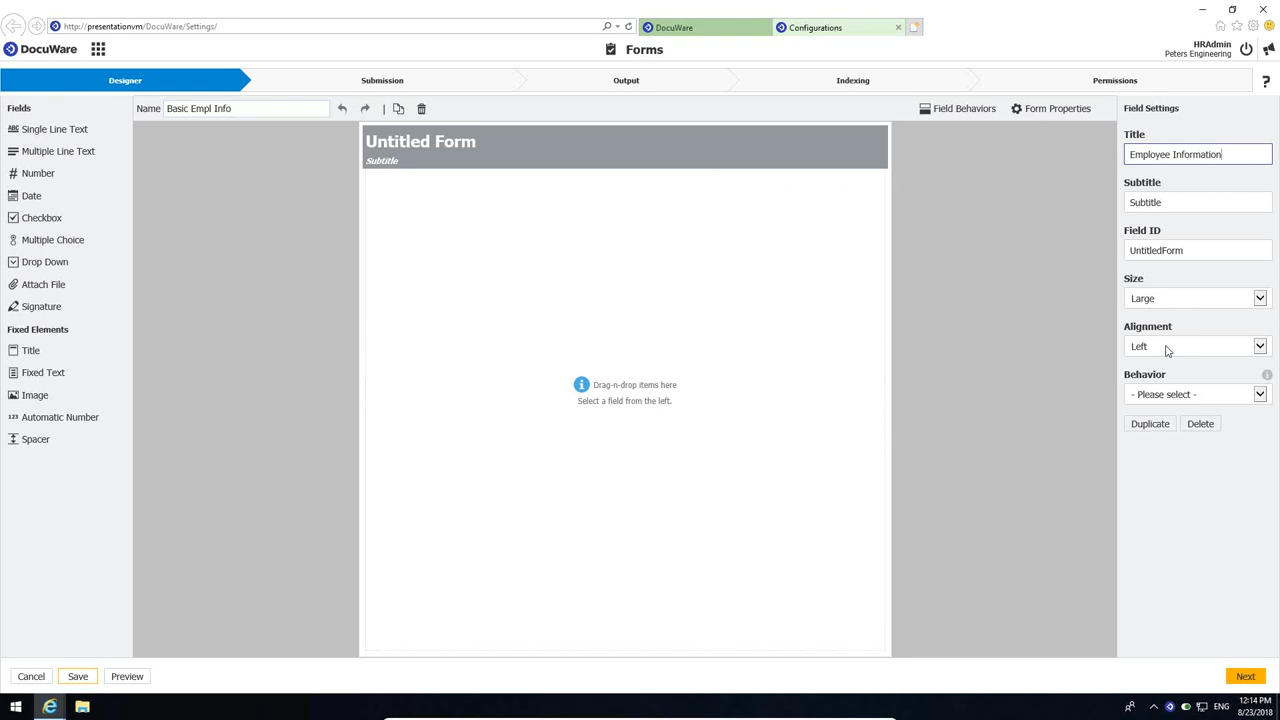 http://presentationvm/DocuWare/Settings/
DocuWare
Configurations
DocuWare
Forms
HRAdmin
Peters Engineering
Designer
Submission
Output
Indexing
Permissions
?
Fields
Name
Basic Empl Info
|
Field Behaviors
Form Properties
Field Settings
ABC Single Line Text
Multiple Line Text
Number
Date
Checkbox
Multiple Choice
Drop Down
Attach File
Signature
Fixed Elements
Title
Fixed Text
Image
123 Automatic Number
Spacer
Untitled Form
Subtitle
Drag-n-drop items here
Select a field from the left.
Title
Employee Information
Subtitle
Subtitle
Field ID
UntitledForm
Size
Large
Alignment
Left
Behavior
- Please select -
Duplicate
Delete
Cancel
Save
Preview
Next
ENG
12:14 PM
8/23/2018